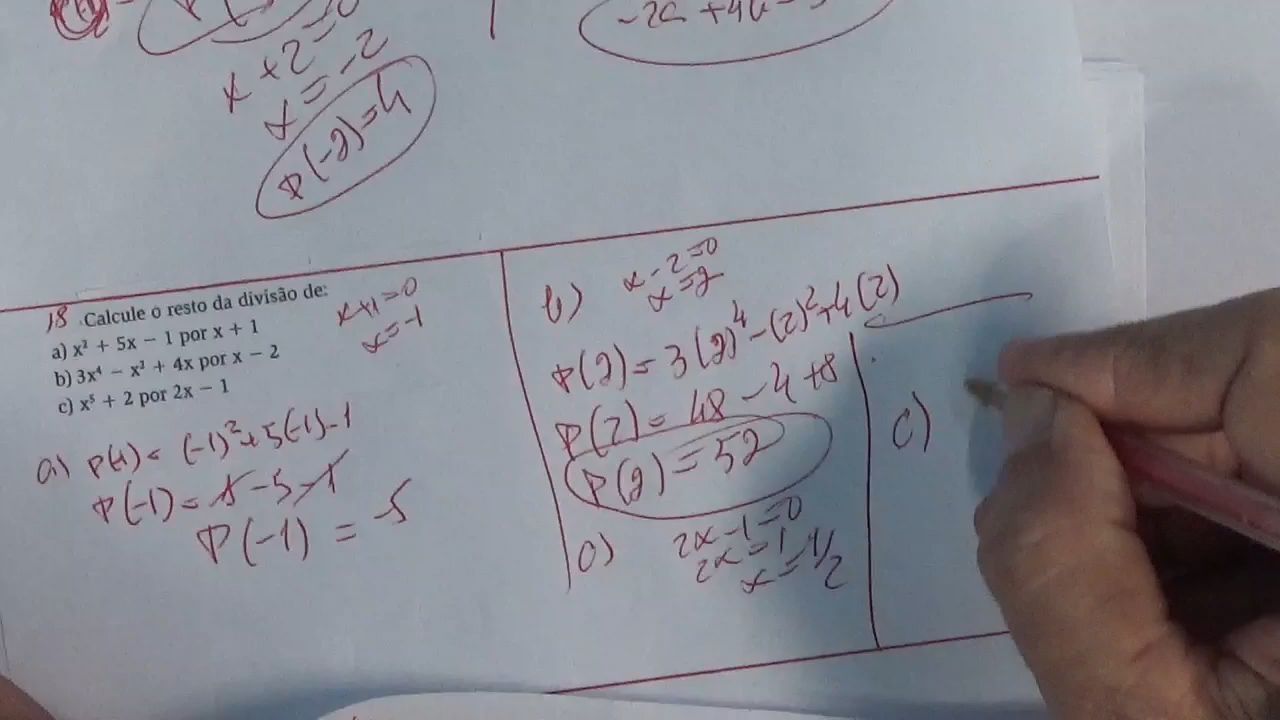 x+2=0
-2a+4b=
x=-2
P(-2)=4
18 Calcule o resto da divisão de:
a) x² + 5x − 1 por x + 1
b) 3x⁴ − x² + 4x por x − 2
c) x⁵ + 2 por 2x − 1
x+1=0
x=-1
a) P(-1)= (-1)²+5(-1)-1
P(-1)= 1-5-1
P(-1) = -5
b)
x-2=0
x=2
P(2)=3(2)⁴-(2)²+4(2)
P(2)=48-4+8
P(2)=52
c)
2x-1=0
2x=1
x=1/2
c)